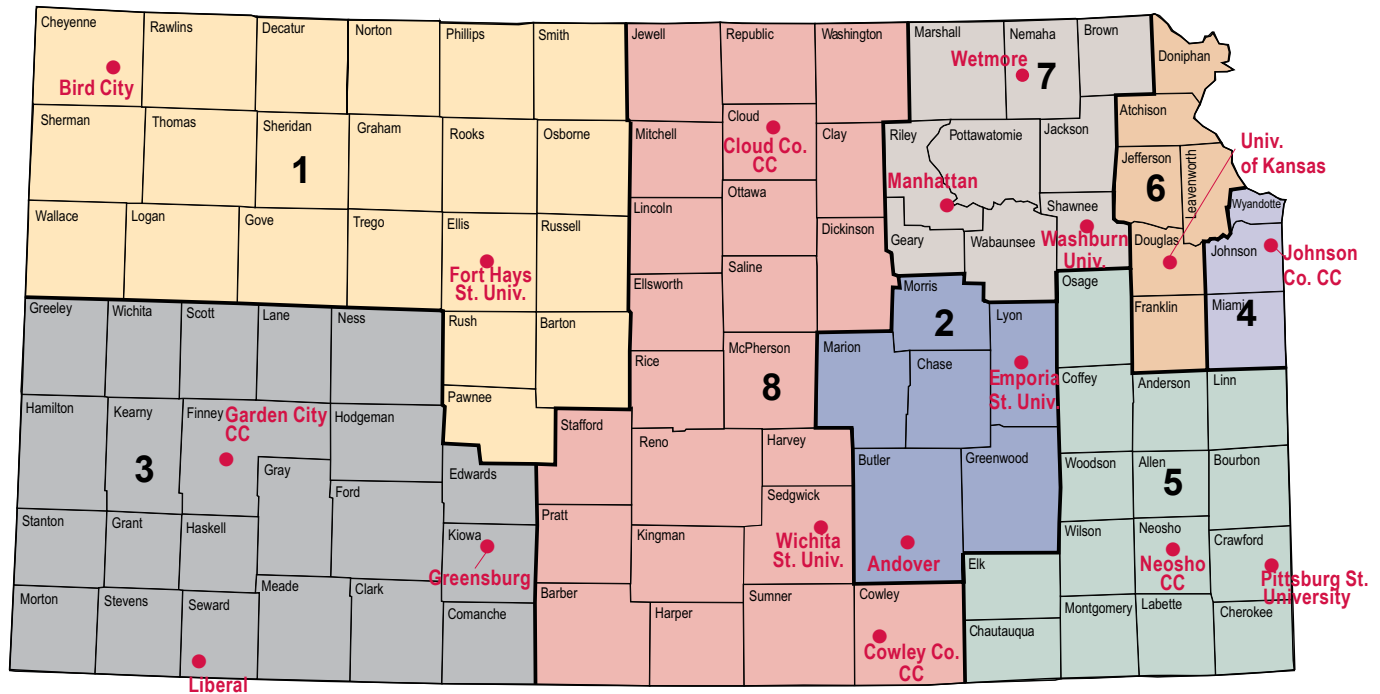 Cheyenne
Rawlins
Decatur
Norton
Phillips
Smith
Jewell
Republic
Washington
Marshall
Nemaha
Brown
Doniphan
Bird City
Wetmore
7
Sherman
Thomas
Sheridan
Graham
Rooks
Osborne
Mitchell
Cloud
Cloud Co.
CC
Clay
Riley
Pottawatomie
Jackson
Atchison
Jefferson
Leavenworth
Univ.
of Kansas
1
6
Manhattan
Ottawa
Wallace
Logan
Gove
Trego
Ellis
Russell
Lincoln
Dickinson
Geary
Wabaunsee
Shawnee
Washburn
Univ.
Douglas
Wyandotte
Johnson
Johnson
Co. CC
Fort Hays
St. Univ.
Saline
Ellsworth
Morris
Osage
Franklin
Miami
4
Greeley
Wichita
Scott
Lane
Ness
Rush
Barton
2
Lyon
Rice
McPherson
8
Marion
Chase
Emporia
St. Univ.
Coffey
Anderson
Linn
Hamilton
Kearny
Finney
Garden City
CC
Hodgeman
Pawnee
Stafford
Reno
Harvey
Butler
Greenwood
Woodson
Allen
Bourbon
3
Gray
Ford
Edwards
Sedgwick
5
Stanton
Grant
Haskell
Kiowa
Greensburg
Pratt
Kingman
Wichita
St. Univ.
Andover
Elk
Wilson
Neosho
Neosho
CC
Crawford
Pittsburg St.
University
Morton
Stevens
Seward
Meade
Clark
Comanche
Barber
Harper
Sumner
Cowley
Cowley Co.
CC
Chautauqua
Montgomery
Labette
Cherokee
Liberal